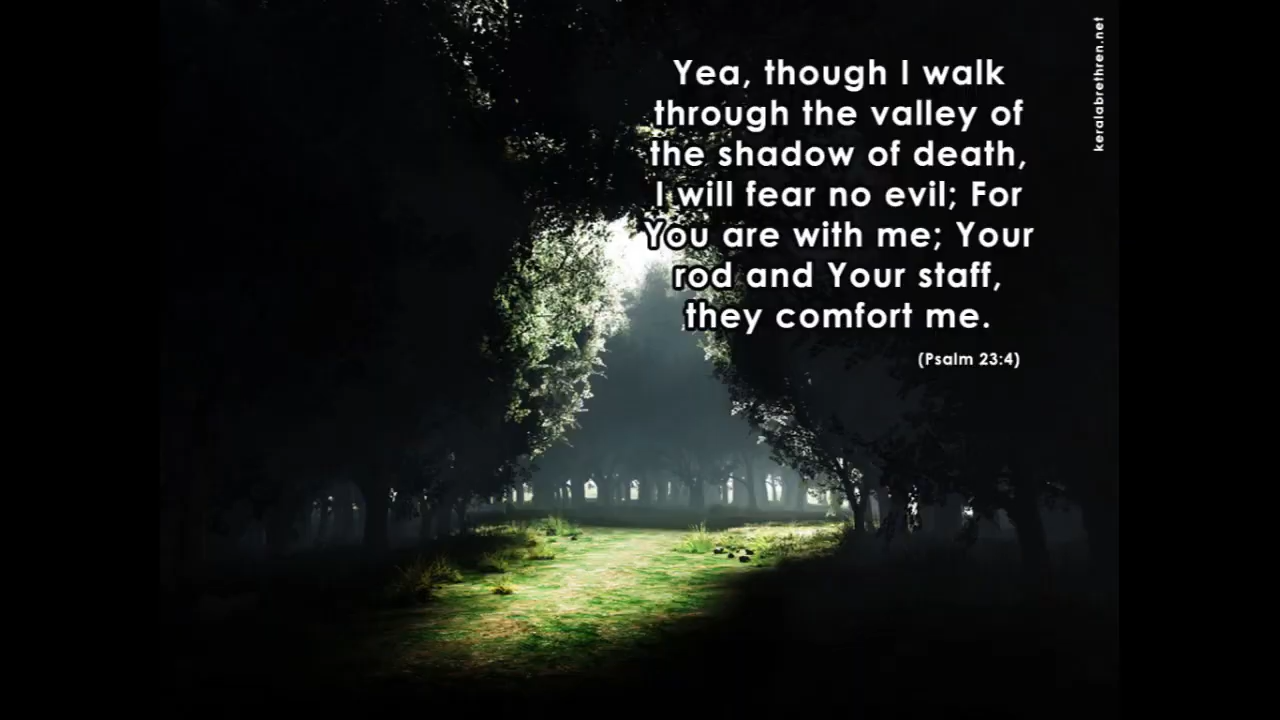 Yea, though I walk
through the valley of
the shadow of death,
I will fear no evil; For
You are with me; Your
rod and Your staff,
they comfort me.
(Psalm 23:4)
keralabrethren.net